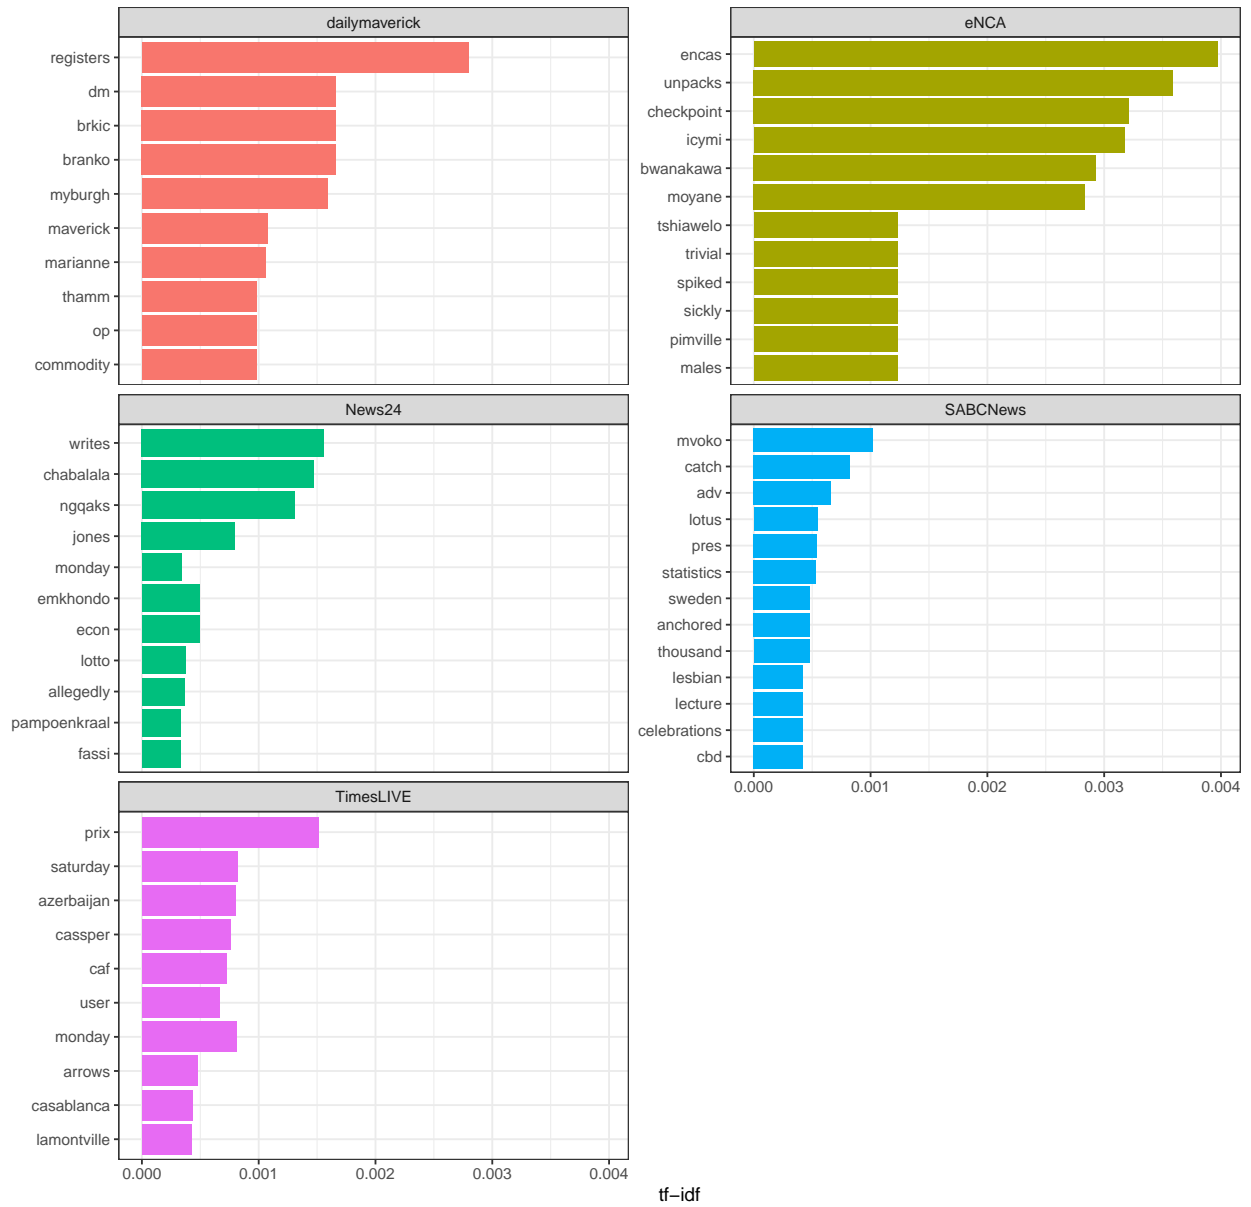 dailymaverick
registers
dm
brkic
branko
myburgh
maverick
marianne
thamm
op
commodity
eNCA
encas
unpacks
checkpoint
icymi
bwanakawa
moyane
tshiawelo
trivial
spiked
sickly
pimville
males
News24
writes
chabalala
ngqaks
jones
monday
emkhondo
econ
lotto
allegedly
pampoenkraal
fassi
SABCNews
mvoko
catch
adv
lotus
pres
statistics
sweden
anchored
thousand
lesbian
lecture
celebrations
cbd
0.000 0.001 0.002 0.003 0.004
TimesLIVE
prix
saturday
azerbaijan
cassper
caf
user
monday
arrows
casablanca
lamontville
0.000 0.001 0.002 0.003 0.004
tf−idf